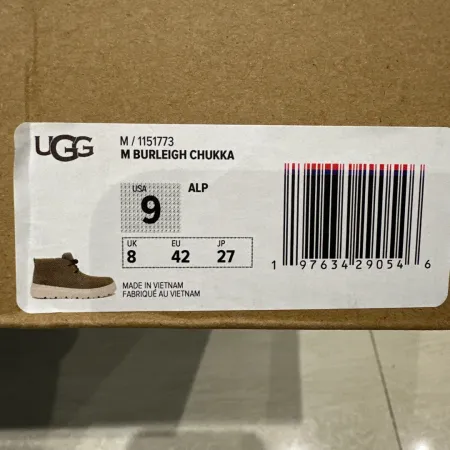 UGG
M / 1151773
M BURLEIGH CHUKKA
USA
9
ALP
UK EU JP
8 42 27
MADE IN VIETNAM
FABRIQUÉ AU VIETNAM
1 97634 29054 6